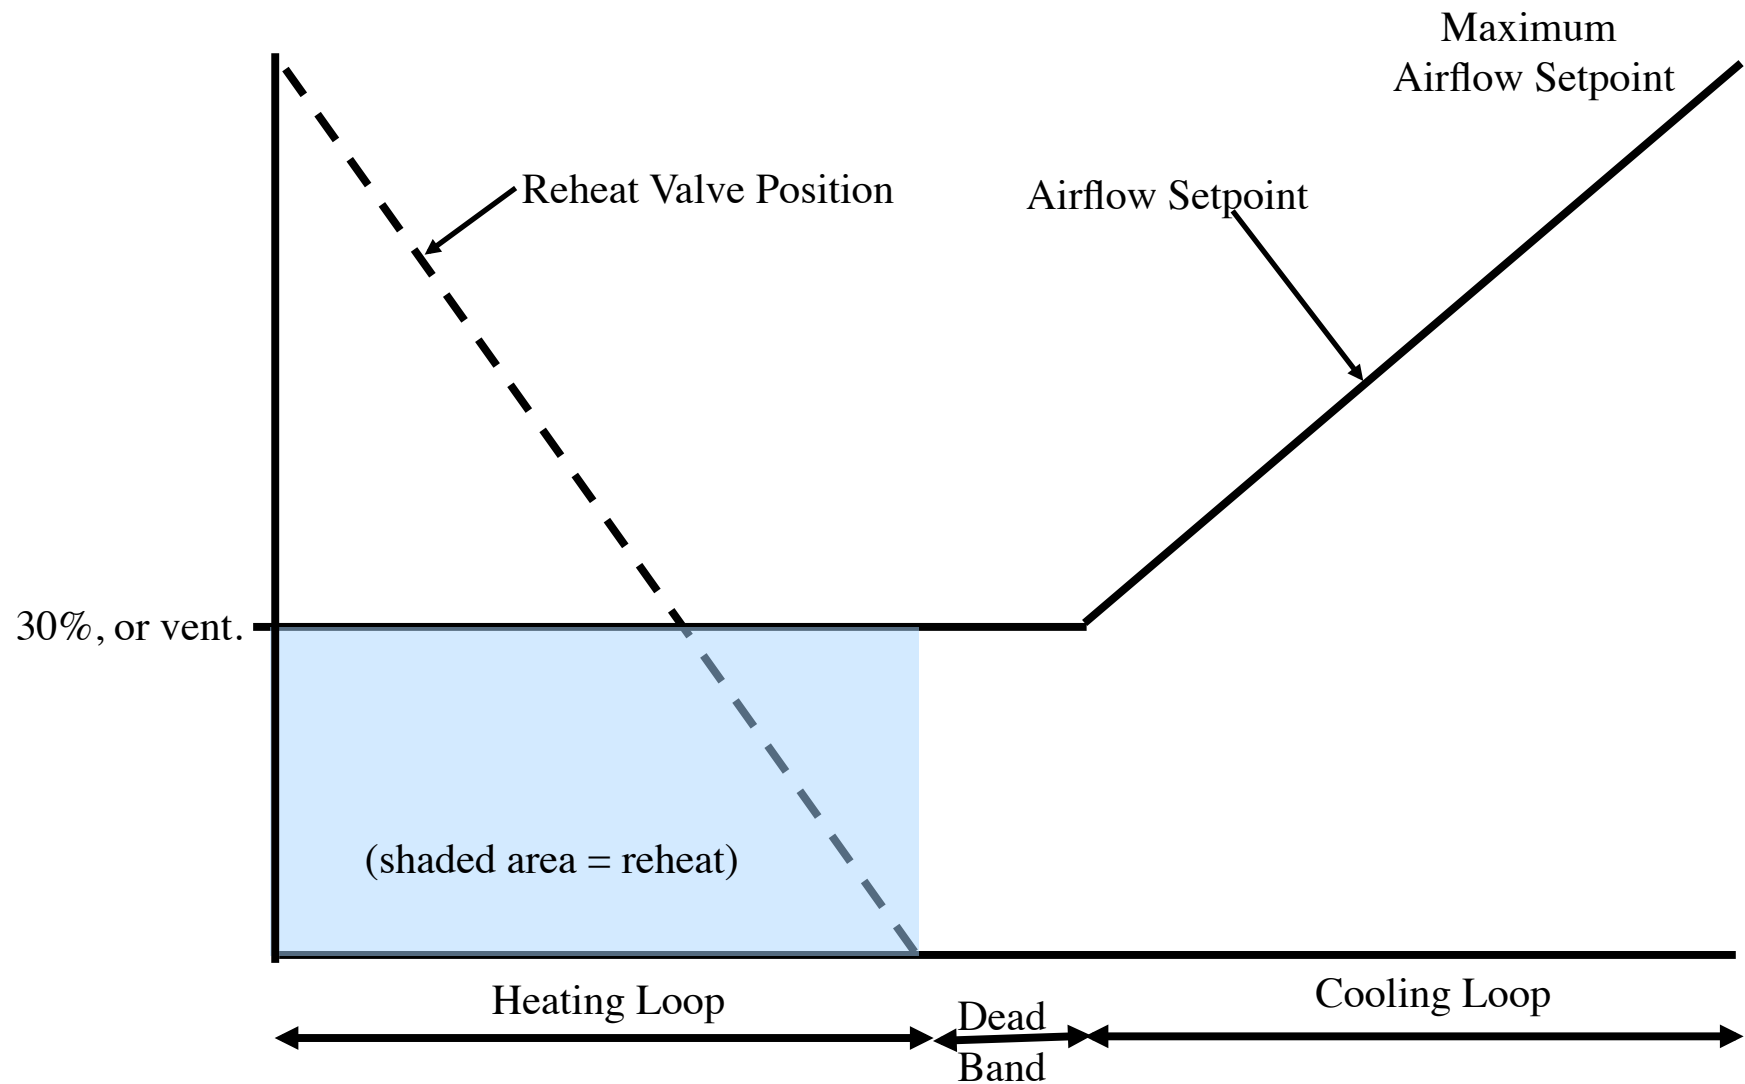 Maximum
Airflow Setpoint
Reheat Valve Position
Airflow Setpoint
30%, or vent.
(shaded area = reheat)
Heating Loop
Dead
Band
Cooling Loop